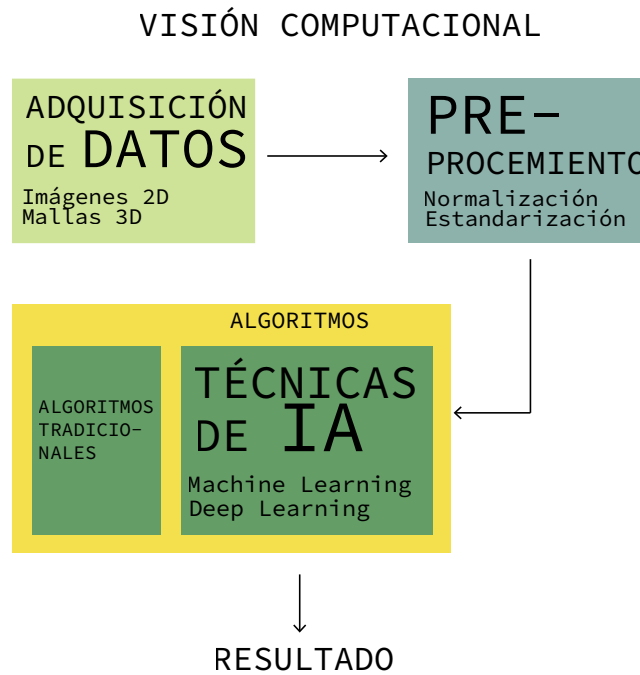 VISIÓN COMPUTACIONAL
ADQUISICIÓN
DE DATOS
Imágenes 2D
Mallas 3D
PRE-
PROCEMIENTO
Normalización
Estandarización
ALGORITMOS
ALGORITMOS
TRADICIO-
NALES
TÉCNICAS
DE IA
Machine Learning
Deep Learning
RESULTADO